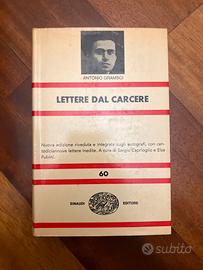 ANTONIO GRAMSCI
LETTERE DAL CARCERE
Nuova edizione riveduta e integrata sugli autografi, con cen-
todiciannove lettere inedite. A cura di Sergio Caprioglio e Elsa
Fubini.
60
EINAUDI EDITORE
subito